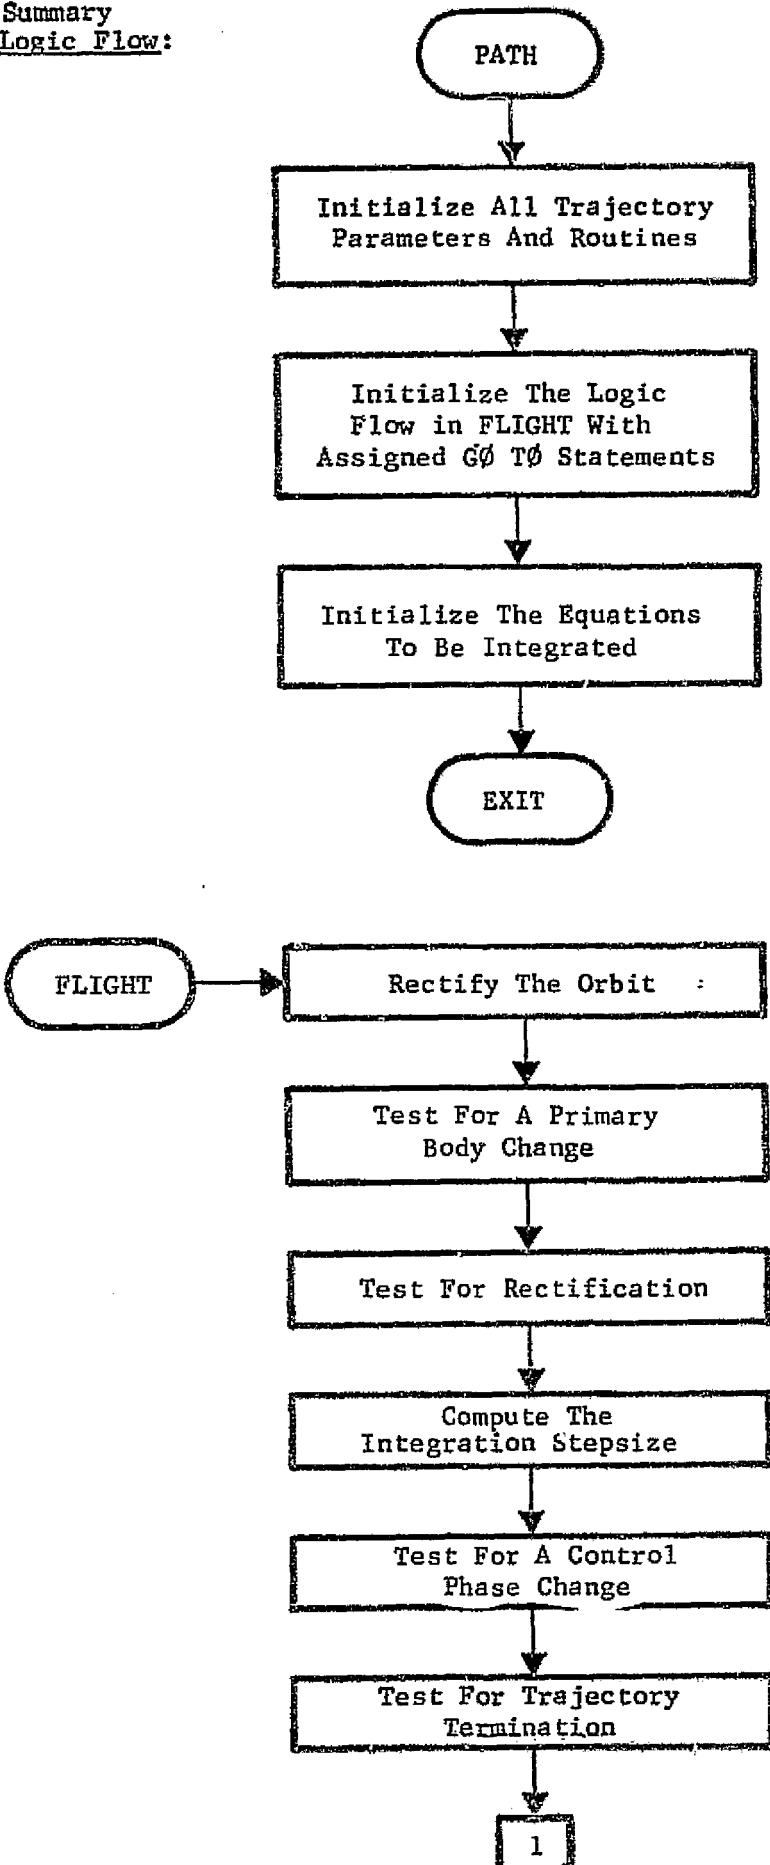 Summary
Logic Flow:
PATH
Initialize All Trajectory
Parameters And Routines
Initialize The Logic
Flow in FLIGHT With
Assigned GØ TØ Statements
Initialize The Equations
To Be Integrated
EXIT
FLIGHT
Rectify The Orbit
Test For A Primary
Body Change
Test For Rectification
Compute The
Integration Stepsize
Test For A Control
Phase Change
Test For Trajectory
Termination
1